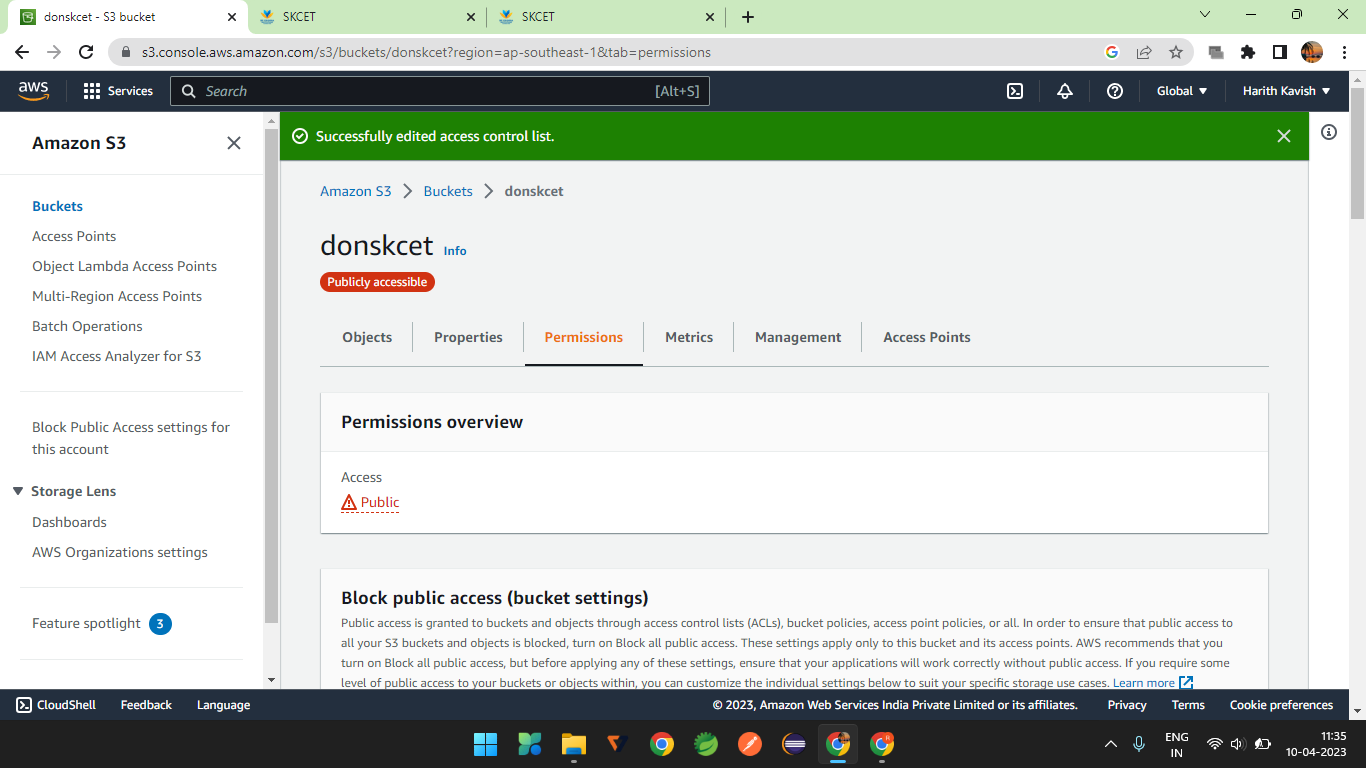 donskcet - S3 bucket
SKCET
SKCET
s3.console.aws.amazon.com/s3/buckets/donskcet?region=ap-southeast-1&tab=permissions
aws
Services
Search
[Alt+S]
Global
Harith Kavish
Amazon S3
Buckets
Access Points
Object Lambda Access Points
Multi-Region Access Points
Batch Operations
IAM Access Analyzer for S3
Block Public Access settings for
this account
Storage Lens
Dashboards
AWS Organizations settings
Feature spotlight 3
Successfully edited access control list.
Amazon S3 > Buckets > donskcet
donskcet Info
Publicly accessible
Objects
Properties
Permissions
Metrics
Management
Access Points
Permissions overview
Access
Public
Block public access (bucket settings)
Public access is granted to buckets and objects through access control lists (ACLs), bucket policies, access point policies, or all. In order to ensure that public access to
all your S3 buckets and objects is blocked, turn on Block all public access. These settings apply only to this bucket and its access points. AWS recommends that you
turn on Block all public access, but before applying any of these settings, ensure that your applications will work correctly without public access. If you require some
level of public access to your buckets or objects within, you can customize the individual settings below to suit your specific storage use cases. Learn more
CloudShell
Feedback
Language
© 2023, Amazon Web Services India Private Limited or its affiliates.
Privacy
Terms
Cookie preferences
ENG
IN
11:35
10-04-2023